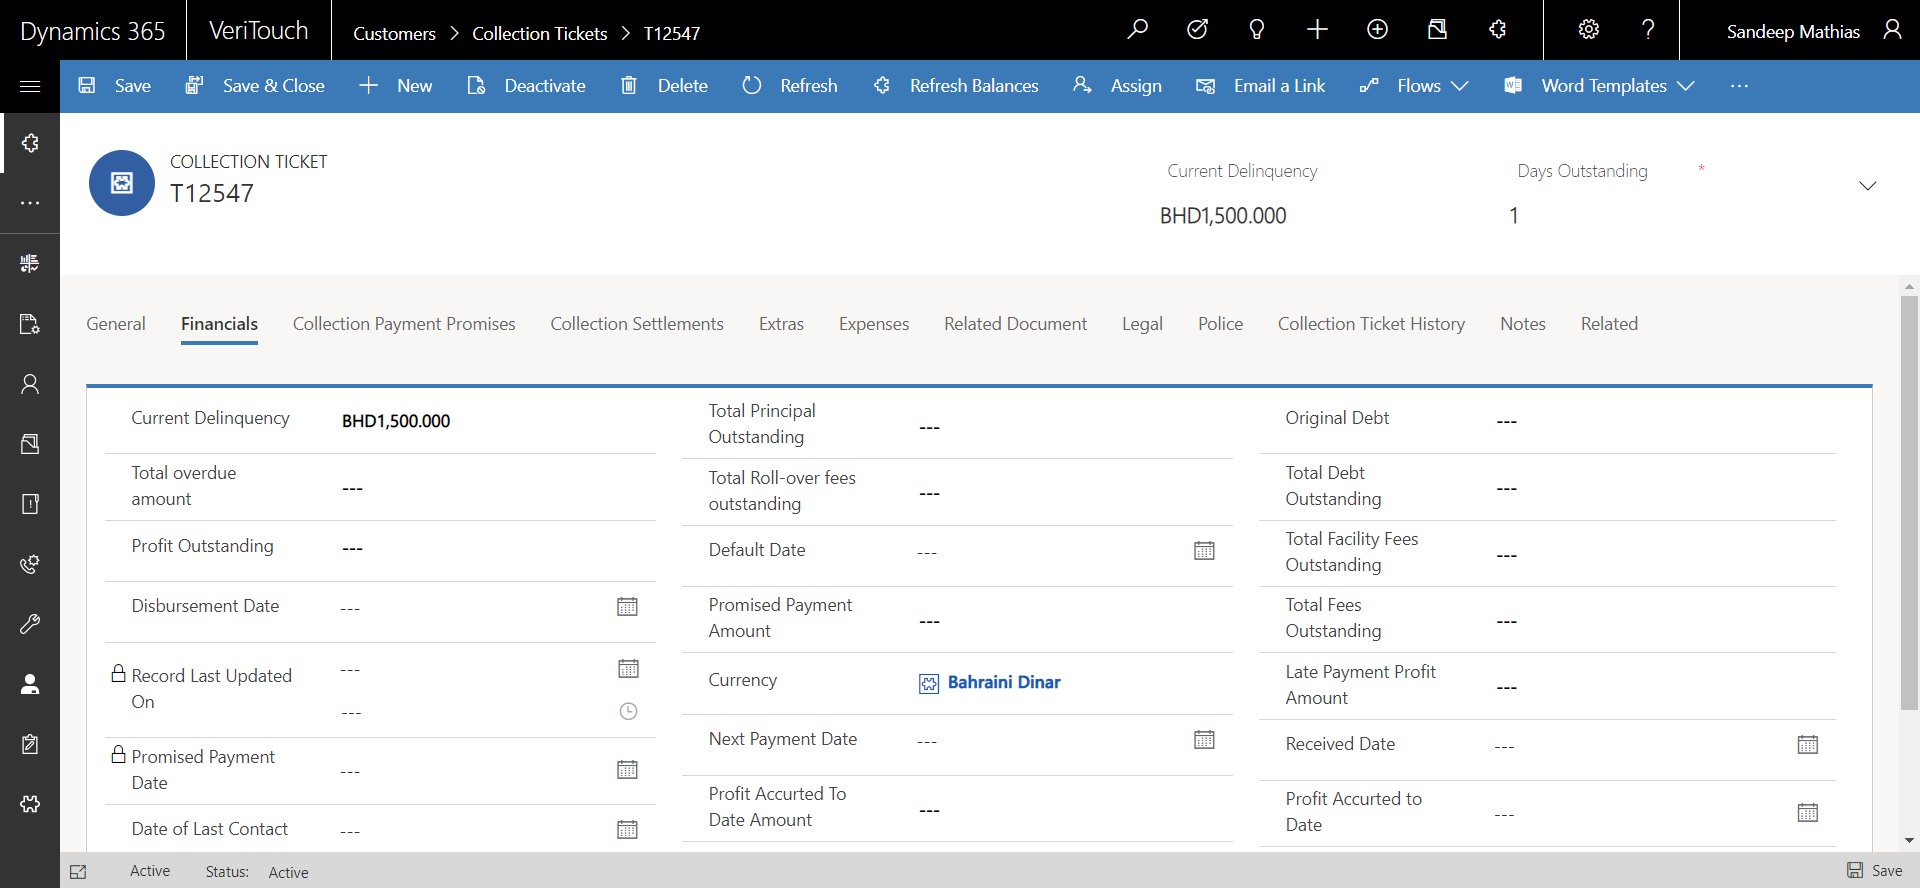 Dynamics 365
VeriTouch
Customers > Collection Tickets > T12547
?
Sandeep Mathias
Save
Save & Close
New
Deactivate
Delete
Refresh
Refresh Balances
Assign
Email a Link
Flows
Word Templates
...
COLLECTION TICKET
T12547
Current Delinquency
BHD1,500.000
Days Outstanding *
1
General
Financials
Collection Payment Promises
Collection Settlements
Extras
Expenses
Related Document
Legal
Police
Collection Ticket History
Notes
Related
Current Delinquency
BHD1,500.000
Total overdue
amount
---
Profit Outstanding
---
Disbursement Date
---
Record Last Updated
On
---
---
Promised Payment
Date
---
Date of Last Contact
---
Total Principal
Outstanding
---
Total Roll-over fees
outstanding
---
Default Date
---
Promised Payment
Amount
---
Currency
Bahraini Dinar
Next Payment Date
---
Profit Accurted To
Date Amount
---
Original Debt
---
Total Debt
Outstanding
---
Total Facility Fees
Outstanding
---
Total Fees
Outstanding
---
Late Payment Profit
Amount
---
Received Date
---
Profit Accurted to
Date
---
Active
Status: Active
Save